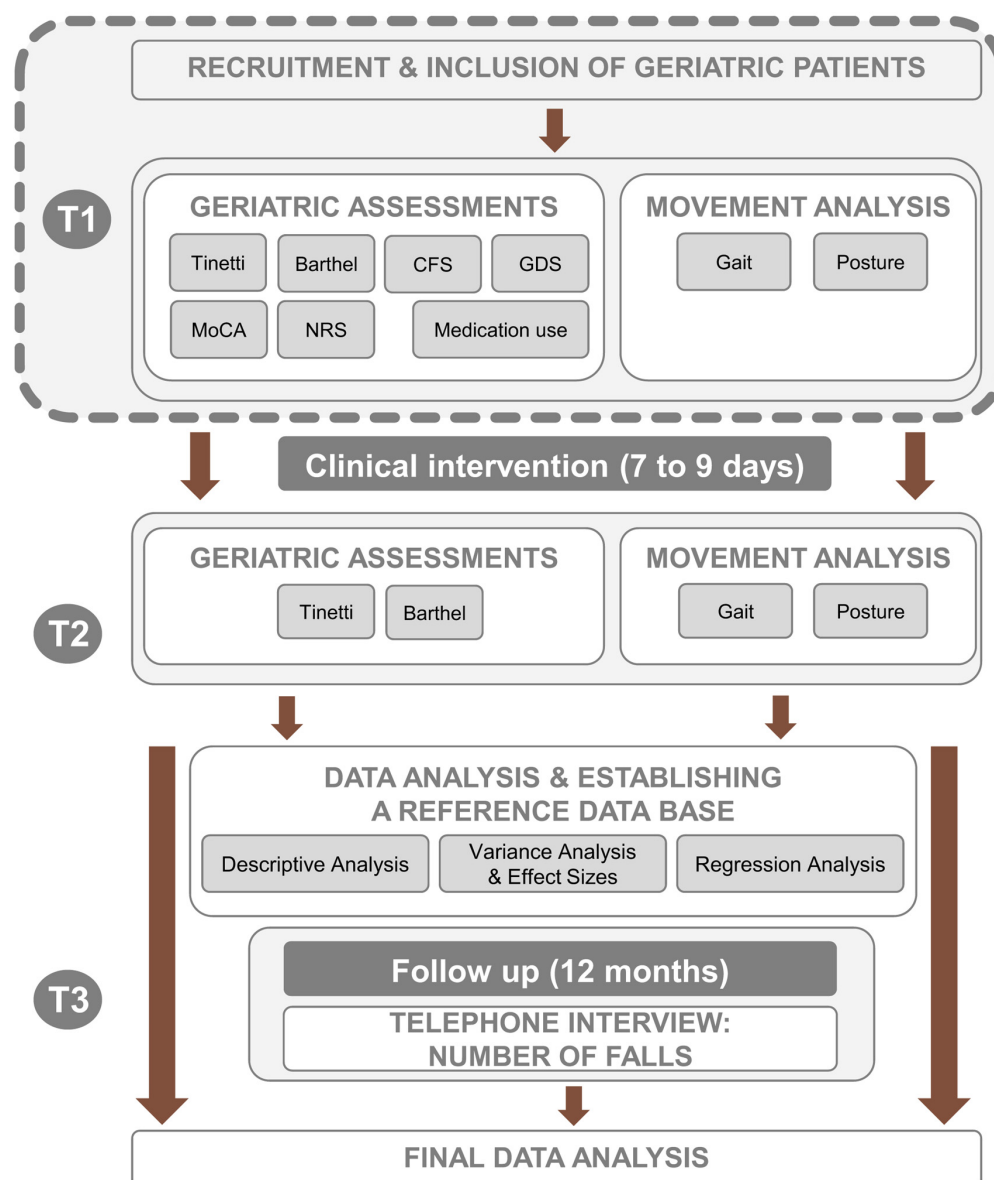 RECRUITMENT & INCLUSION OF GERIATRIC PATIENTS
T1
GERIATRIC ASSESSMENTS
Tinetti
Barthel
CFS
GDS
MoCA
NRS
Medication use
MOVEMENT ANALYSIS
Gait
Posture
Clinical intervention (7 to 9 days)
T2
GERIATRIC ASSESSMENTS
Tinetti
Barthel
MOVEMENT ANALYSIS
Gait
Posture
DATA ANALYSIS & ESTABLISHING
A REFERENCE DATA BASE
Descriptive Analysis
Variance Analysis
& Effect Sizes
Regression Analysis
T3
Follow up (12 months)
TELEPHONE INTERVIEW:
NUMBER OF FALLS
FINAL DATA ANALYSIS